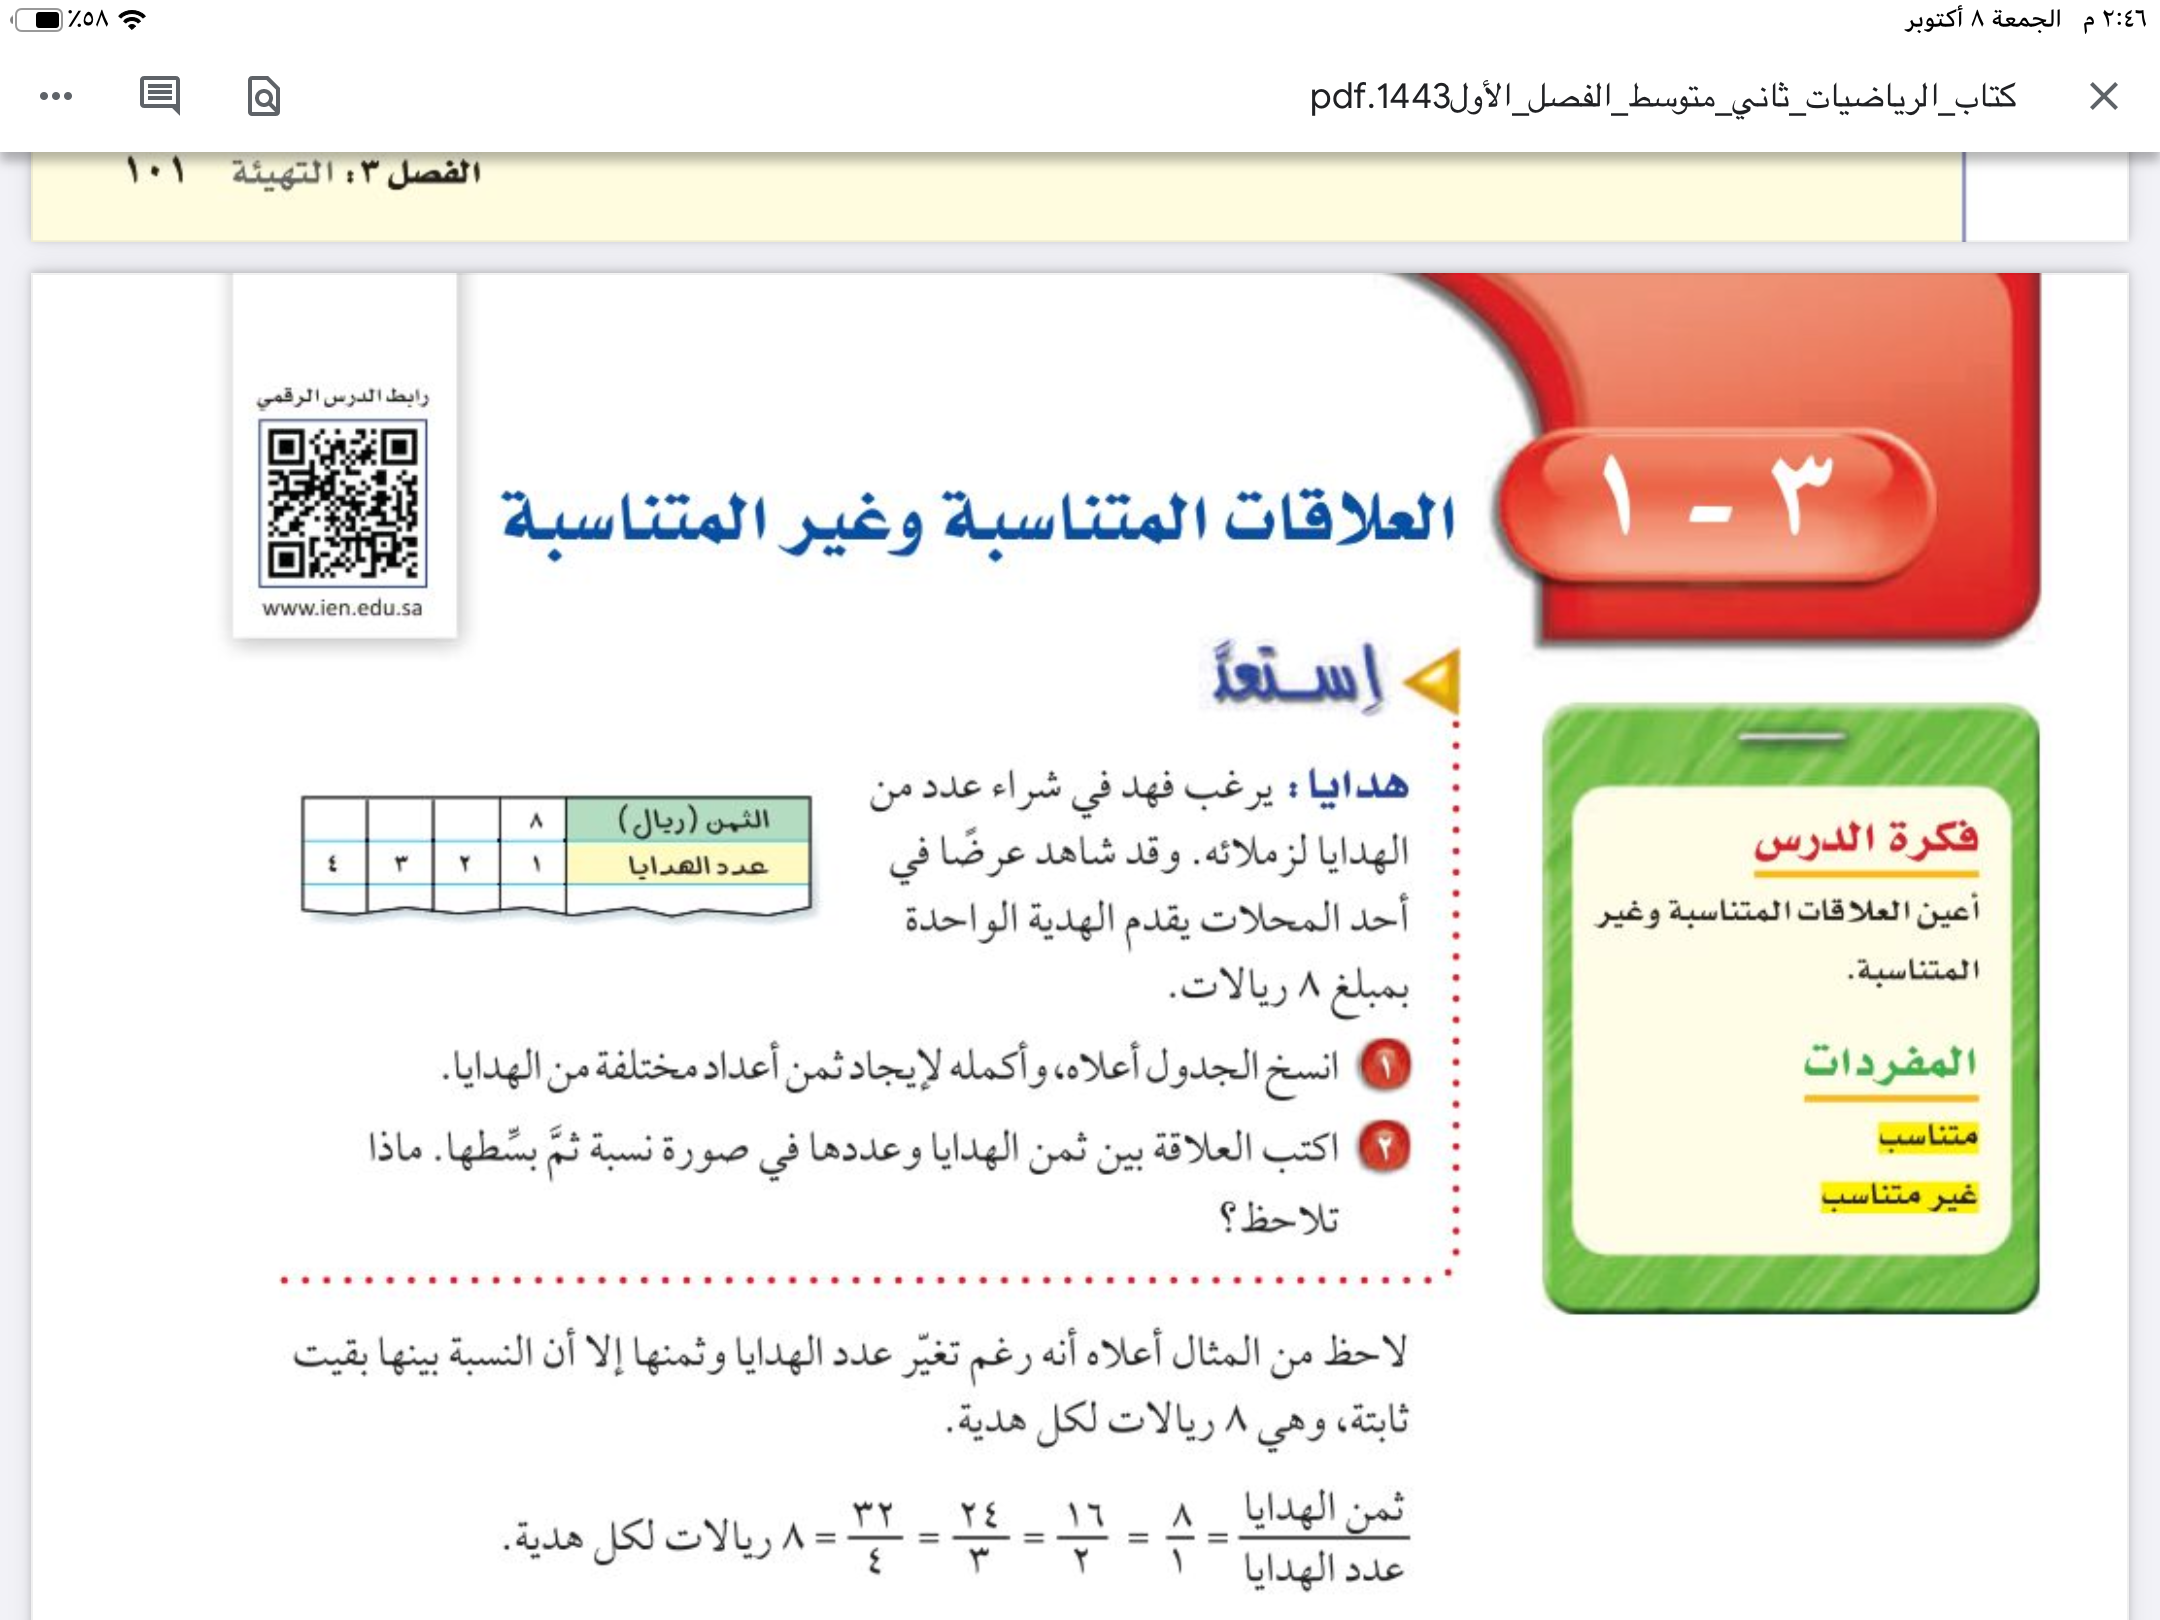 ٢:٤٦ م الجمعة ٨ أكتوبر
٪٥٨
كتاب_الرياضيات_ثاني_متوسط_الفصل_الأول1443.pdf
الفصل ٣: التهيئة ١٠١
٣ - ١
العلاقات المتناسبة وغير المتناسبة
رابط الدرس الرقمي
www.ien.edu.sa
فكرة الدرس
أعين العلاقات المتناسبة وغير
المتناسبة.
المفردات
متناسب
غير متناسب
اِستعدَّ
هدايا: يرغب فهد في شراء عدد من
الهدايا لزملائه. وقد شاهد عرضًا في
أحد المحلات يقدم الهدية الواحدة
بمبلغ ٨ ريالات.
الثمن (ريال) ٨
عدد الهدايا ١ ٢ ٣ ٤
١ انسخ الجدول أعلاه، وأكمله لإيجاد ثمن أعداد مختلفة من الهدايا.
٢ اكتب العلاقة بين ثمن الهدايا وعددها في صورة نسبة ثمَّ بسِّطها. ماذا
تلاحظ؟
لاحظ من المثال أعلاه أنه رغم تغيّر عدد الهدايا وثمنها إلا أن النسبة بينها بقيت
ثابتة، وهي ٨ ريالات لكل هدية.
ثمن الهدايا / عدد الهدايا = ٨/١ = ١٦/٢ = ٢٤/٣ = ٣٢/٤ = ٨ ريالات لكل هدية.